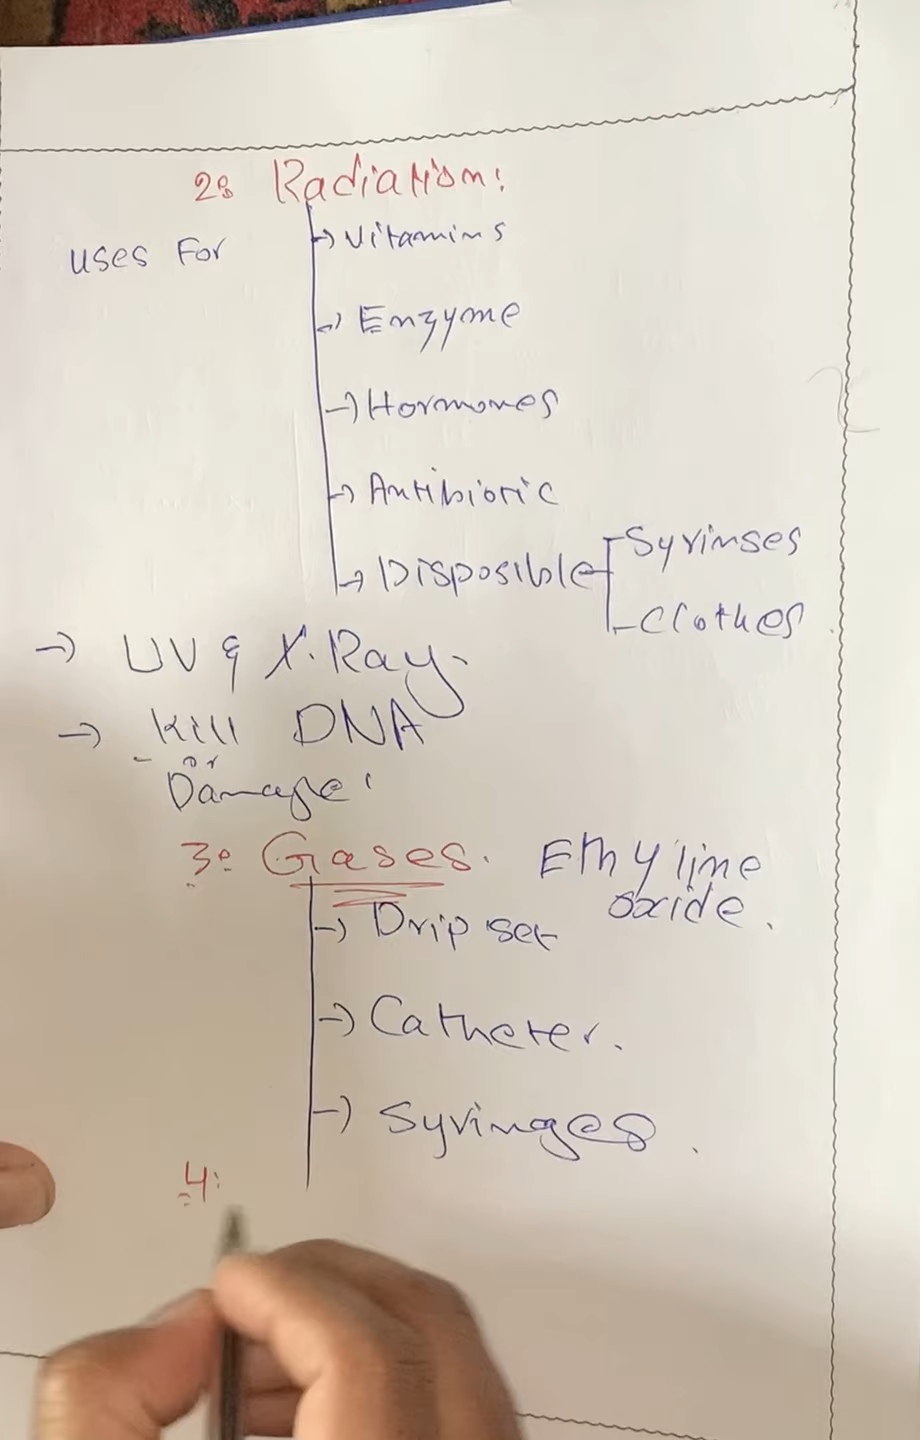 2: Radiation:
uses For
→ Vitamins
→ Enzyme
→ Hormones
→ Antibiotic
→ Disposible
Syrinses
Clothes
→ UV & X.Ray
→ Kill DNA
or
Damage:
3: Gases. Ethyline
oxide.
→ Drip set
→ Catheter.
→ Syringes.
4: